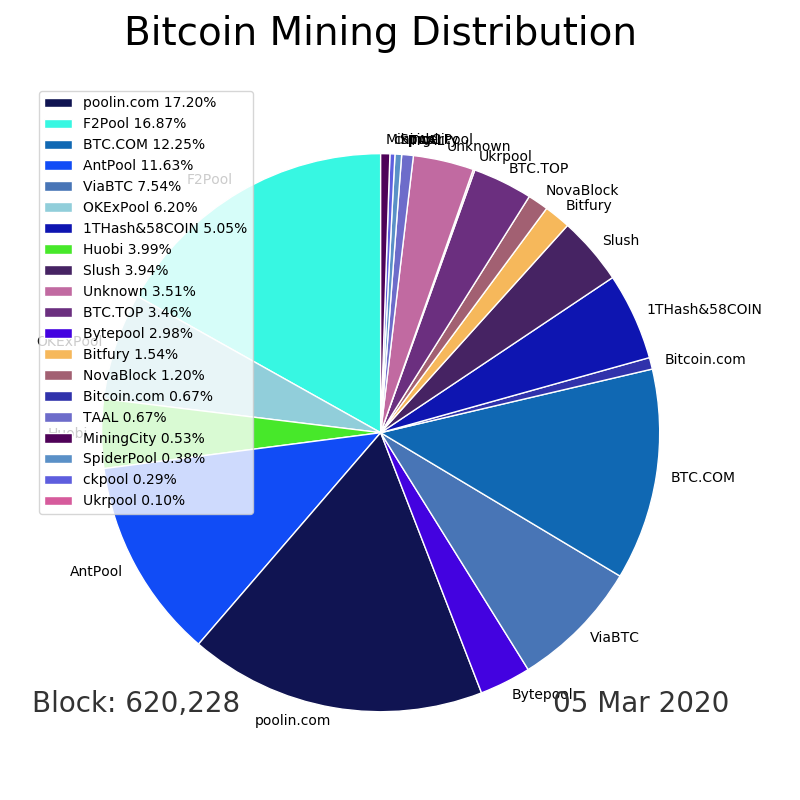 Bitcoin Mining Distribution
poolin.com 17.20%
F2Pool 16.87%
BTC.COM 12.25%
AntPool 11.63%
ViaBTC 7.54%
OKExPool 6.20%
1THash&58COIN 5.05%
Huobi 3.99%
Slush 3.94%
Unknown 3.51%
BTC.TOP 3.46%
Bytepool 2.98%
Bitfury 1.54%
NovaBlock 1.20%
Bitcoin.com 0.67%
TAAL 0.67%
MiningCity 0.53%
SpiderPool 0.38%
ckpool 0.29%
Ukrpool 0.10%
MiningCity
ckpool
SpiderPool
TAAL
Unknown
Ukrpool
BTC.TOP
NovaBlock
Bitfury
Slush
1THash&58COIN
Bitcoin.com
BTC.COM
ViaBTC
Bytepool
poolin.com
AntPool
Huobi
OKExPool
F2Pool
Block: 620,228
05 Mar 2020